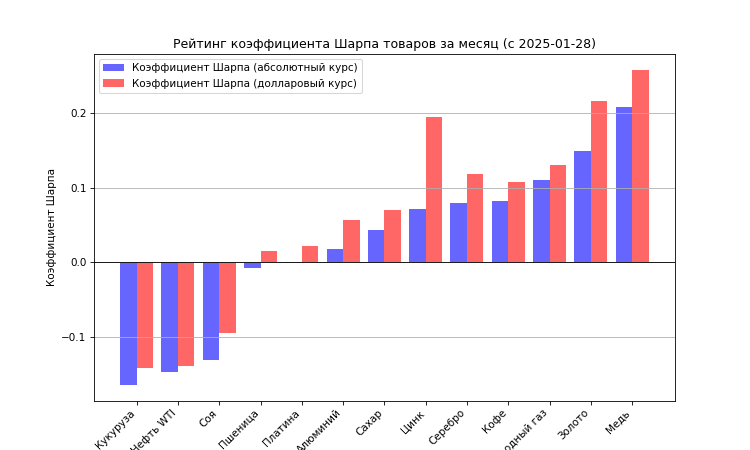 Рейтинг коэффициента Шарпа товаров за месяц (с 2025-01-28)
Коэффициент Шарпа (абсолютный курс)
Коэффициент Шарпа (долларовый курс)
Коэффициент Шарпа
0.2
0.1
0.0
−0.1
Кукуруза
Нефть WTI
Соя
Пшеница
Платина
Алюминий
Сахар
Цинк
Серебро
Кофе
газ
Золото
Медь